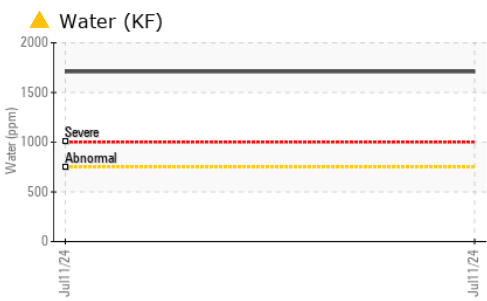 Water (KF)
2000
1500
1000
500
0
Water (ppm)
Severe
Abnormal
Jul11/24
Jul11/24